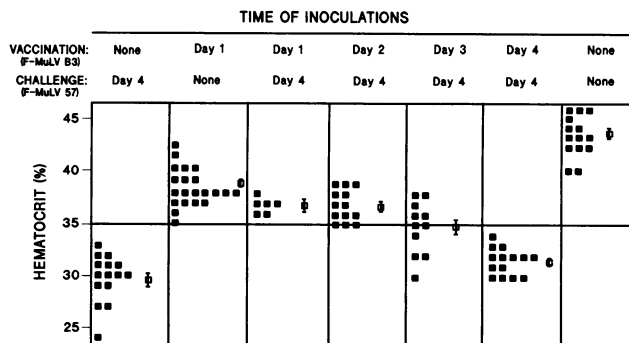 TIME OF INOCULATIONS
VACCINATION: None Day 1 Day 1 Day 2 Day 3 Day 4 None
(F-MuLV B3)
CHALLENGE: Day 4 None Day 4 Day 4 Day 4 Day 4 None
(F-MuLV 57)
45
40
35
30
25
HEMATOCRIT (%)